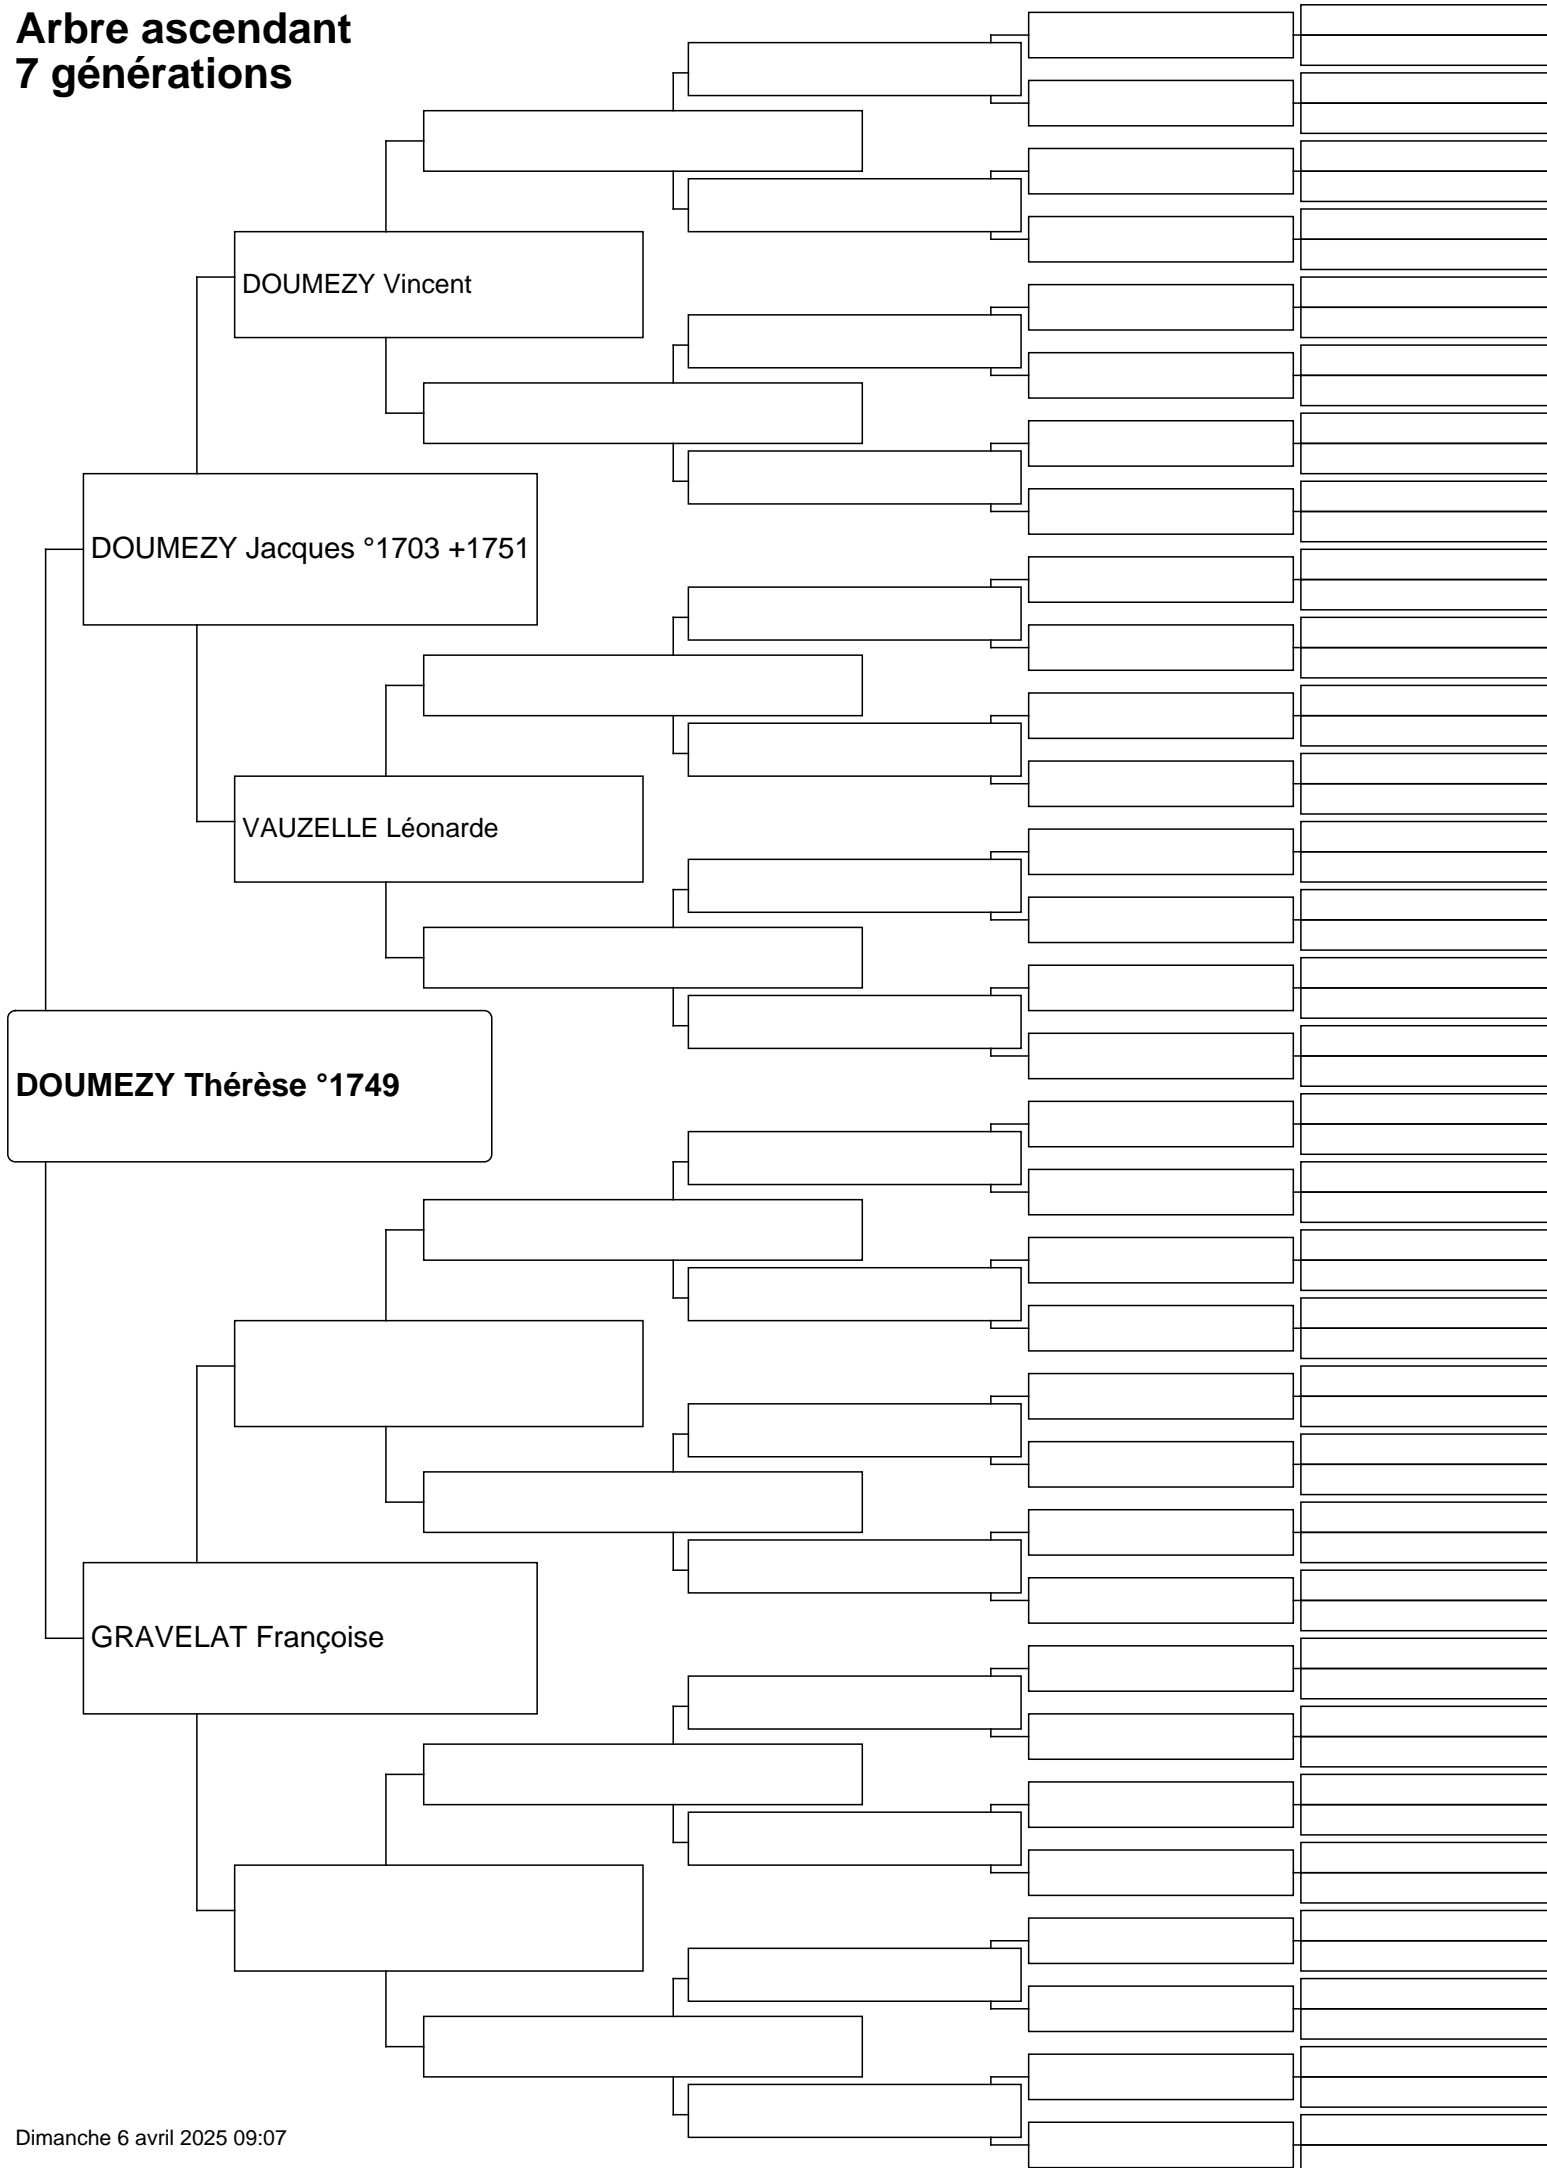 Arbre ascendant
7 générations
DOUMEZY Vincent
DOUMEZY Jacques °1703 +1751
VAUZELLE Léonarde
DOUMEZY Thérèse °1749
GRAVELAT Françoise
Dimanche 6 avril 2025 09:07